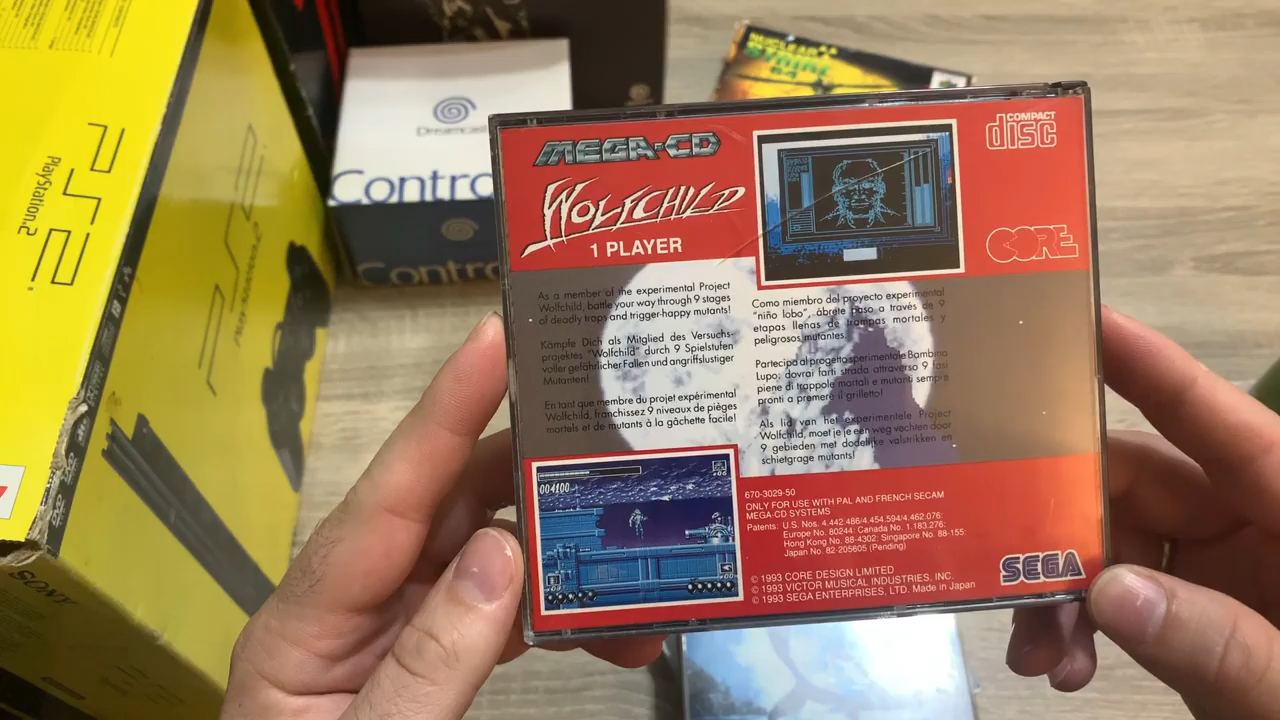 PlayStation 2
SONY
Dreamcast
Contro
Contro
NUCLEAR
STRIKE
64
MEGA-CD
WOLFCHILD
1 PLAYER
COMPACT
disc
CORE
As a member of the experimental Project
Wolfchild, battle your way through 9 stages
of deadly traps and trigger-happy mutants!
Kämpfe Dich als Mitglied des Versuchs-
projektes "Wolfchild" durch 9 Spielstufen
voller gefährlicher Fallen und angriffslustiger
Mutanten!
En tant que membre du projet expérimental
Wolfchild, franchissez 9 niveaux de pièges
mortels et de mutants à la gâchette facile!
Como miembro del proyecto experimental
"niño lobo", ábrete paso a través de 9
etapas llenas de trampas mortales y
peligrosos mutantes.
Partecipa al progetto sperimentale Bambino
Lupo; dovrai farti strada attraverso 9 fasi
piene di trappole mortali e mutanti sempre
pronti a premere il grilletto!
Als lid van het experimentele Project
Wolfchild, moet je je een weg vechten door
9 gebieden met dodelijke valstrikken en
schietgrage mutants!
004100
670-3029-50
ONLY FOR USE WITH PAL AND FRENCH SECAM
MEGA-CD SYSTEMS
Patents: U.S. Nos. 4.442.486/4.454.594/4.462.076:
Europe No. 80244: Canada No. 1.183.276:
Hong Kong No. 88-4302: Singapore No. 88-155:
Japan No. 82-205605 (Pending)
© 1993 CORE DESIGN LIMITED
© 1993 VICTOR MUSICAL INDUSTRIES, INC.
© 1993 SEGA ENTERPRISES, LTD. Made in Japan
SEGA